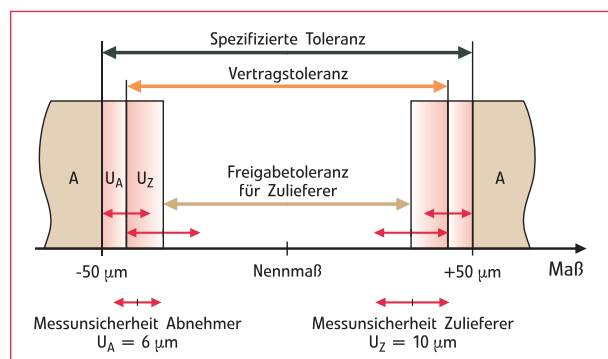 Spezifizierte Toleranz
Vertragstoleranz
A
U_A
U_Z
Freigabetoleranz
für Zulieferer
A
-50 µm
Nennmaß
+50 µm
Maß
Messunsicherheit Abnehmer
U_A = 6 µm
Messunsicherheit Zulieferer
U_Z = 10 µm